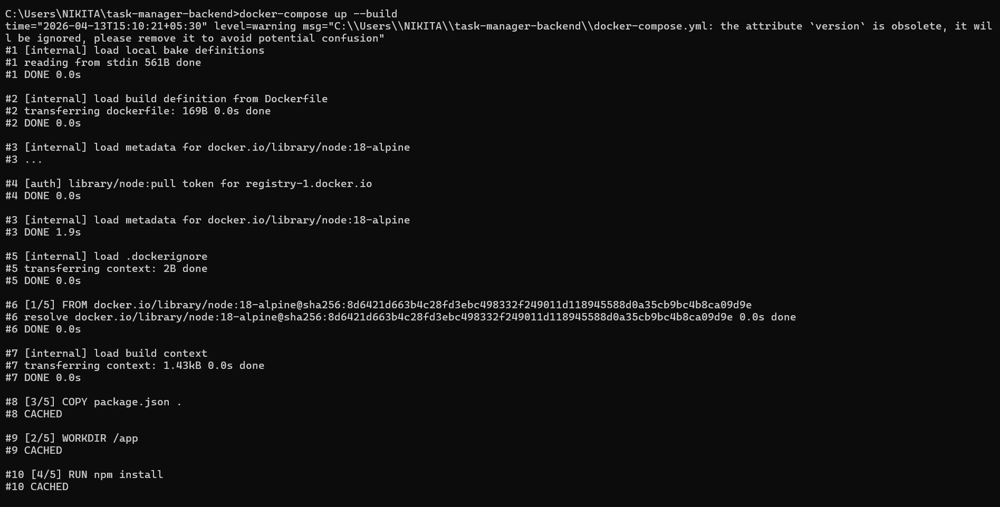 C:\Users\NIKITA\task-manager-backend>docker-compose up --build
time="2026-04-13T15:10:21+05:30" level=warning msg="C:\\Users\\NIKITA\\task-manager-backend\\docker-compose.yml: the attribute `version` is obsolete, it wil
l be ignored, please remove it to avoid potential confusion"
#1 [internal] load local bake definitions
#1 reading from stdin 561B done
#1 DONE 0.0s

#2 [internal] load build definition from Dockerfile
#2 transferring dockerfile: 169B 0.0s done
#2 DONE 0.0s

#3 [internal] load metadata for docker.io/library/node:18-alpine
#3 ...

#4 [auth] library/node:pull token for registry-1.docker.io
#4 DONE 0.0s

#3 [internal] load metadata for docker.io/library/node:18-alpine
#3 DONE 1.9s

#5 [internal] load .dockerignore
#5 transferring context: 2B done
#5 DONE 0.0s

#6 [1/5] FROM docker.io/library/node:18-alpine@sha256:8d6421d663b4c28fd3ebc498332f249011d118945588d0a35cb9bc4b8ca09d9e
#6 resolve docker.io/library/node:18-alpine@sha256:8d6421d663b4c28fd3ebc498332f249011d118945588d0a35cb9bc4b8ca09d9e 0.0s done
#6 DONE 0.0s

#7 [internal] load build context
#7 transferring context: 1.43kB 0.0s done
#7 DONE 0.0s

#8 [3/5] COPY package.json .
#8 CACHED

#9 [2/5] WORKDIR /app
#9 CACHED

#10 [4/5] RUN npm install
#10 CACHED